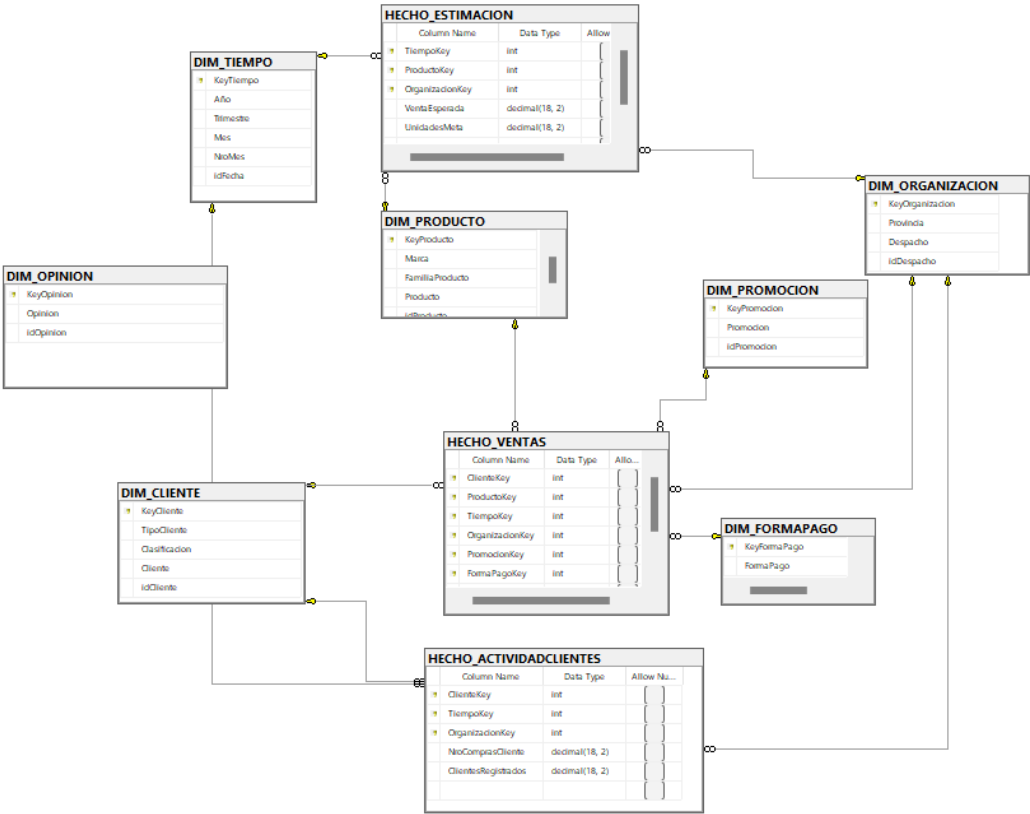 HECHO_ESTIMACION
Column Name Data Type Allow
TiempoKey int
ProductoKey int
OrganizacionKey int
VentaEsperada decimal(18, 2)
UnidadesMeta decimal(18, 2)
DIM_TIEMPO
KeyTiempo
Año
Trimestre
Mes
NroMes
idFecha
DIM_ORGANIZACION
KeyOrganizacion
Provincia
Despacho
idDespacho
DIM_PRODUCTO
KeyProducto
Marca
FamiliaProducto
Producto
idProducto
DIM_OPINION
KeyOpinion
Opinion
idOpinion
DIM_PROMOCION
KeyPromocion
Promocion
idPromocion
HECHO_VENTAS
Column Name Data Type Allo...
ClienteKey int
ProductoKey int
TiempoKey int
OrganizacionKey int
PromocionKey int
FormaPagoKey int
DIM_CLIENTE
KeyCliente
TipoCliente
Clasificacion
Cliente
idCliente
DIM_FORMAPAGO
KeyFormaPago
FormaPago
HECHO_ACTIVIDADCLIENTES
Column Name Data Type Allow Nu...
ClienteKey int
TiempoKey int
OrganizacionKey int
NroComprasCliente decimal(18, 2)
ClientesRegistrados decimal(18, 2)